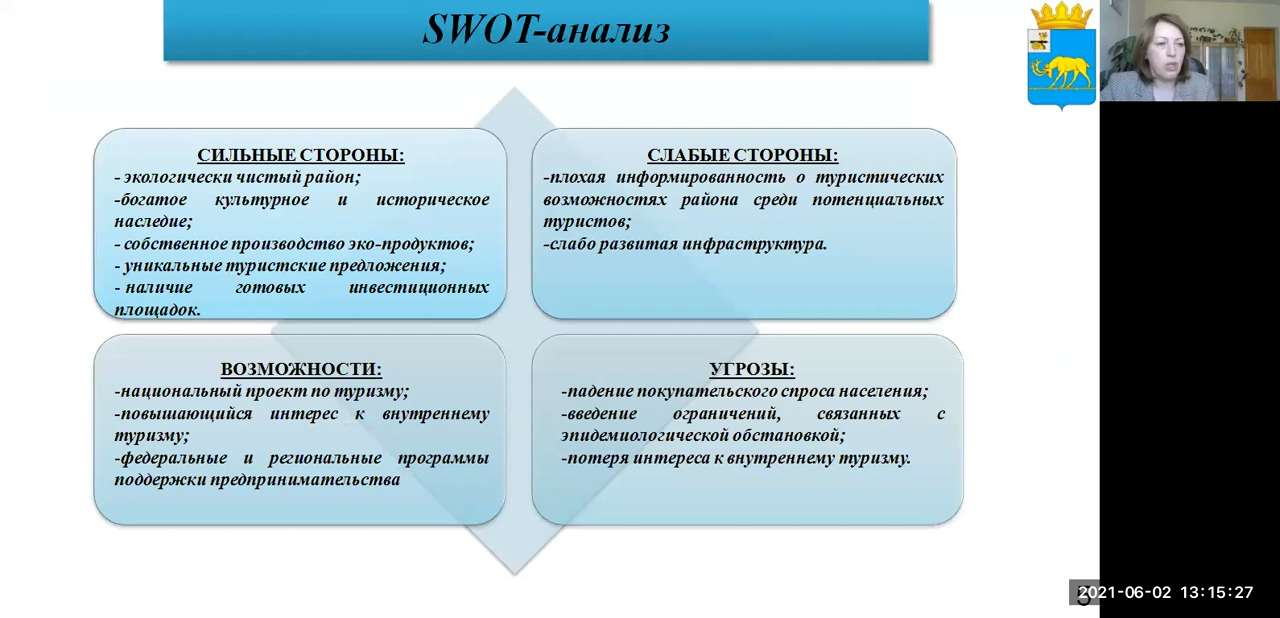 SWOT-анализ
СИЛЬНЫЕ СТОРОНЫ:
- экологически чистый район;
-богатое культурное и историческое
наследие;
- собственное производство эко-продуктов;
- уникальные туристские предложения;
- наличие готовых инвестиционных
площадок.
СЛАБЫЕ СТОРОНЫ:
-плохая информированность о туристических
возможностях района среди потенциальных
туристов;
-слабо развитая инфраструктура.
ВОЗМОЖНОСТИ:
-национальный проект по туризму;
-повышающийся интерес к внутреннему
туризму;
-федеральные и региональные программы
поддержки предпринимательства
УГРОЗЫ:
-падение покупательского спроса населения;
-введение ограничений, связанных с
эпидемиологической обстановкой;
-потеря интереса к внутреннему туризму.
2021-06-02 13:15:27